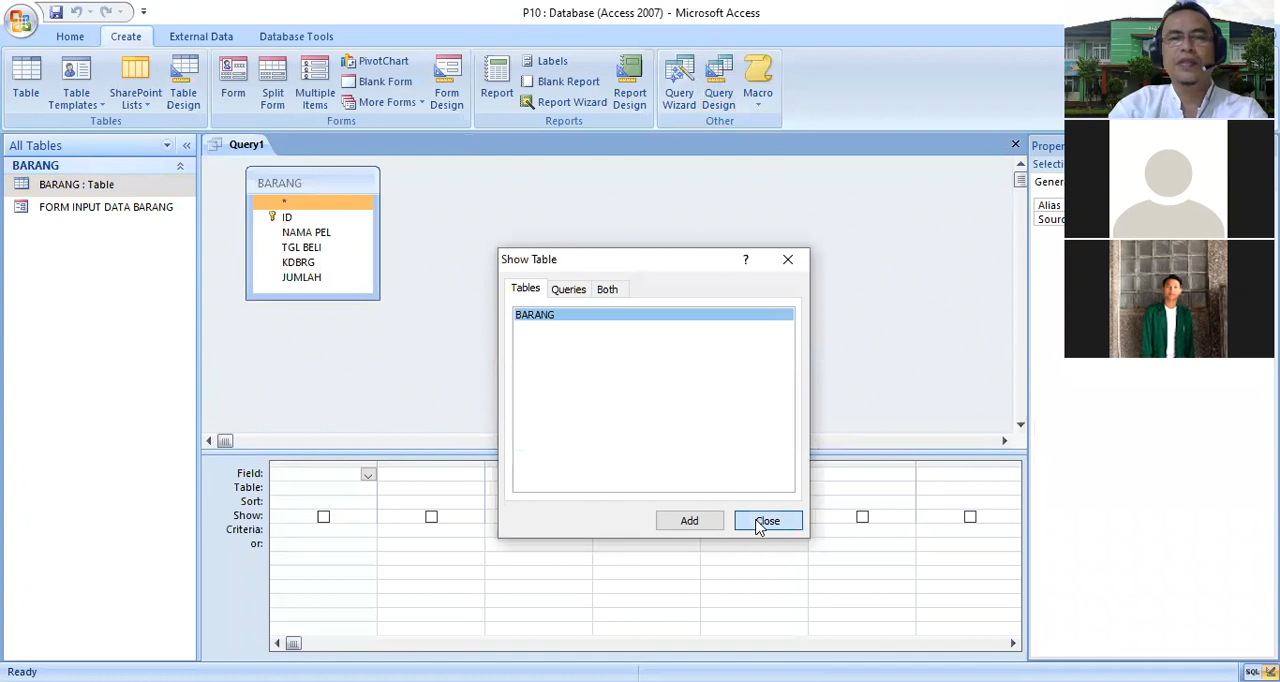 P10 : Database (Access 2007) - Microsoft Access
Home Create External Data Database Tools
Table
Table Templates
SharePoint Lists
Table Design
Tables
Form
Split Form
Multiple Items
PivotChart
Blank Form
More Forms
Form Design
Forms
Report
Labels
Blank Report
Report Wizard
Report Design
Reports
Query Wizard
Query Design
Macro
Other
All Tables
BARANG
BARANG : Table
FORM INPUT DATA BARANG
Query1
BARANG
*
ID
NAMA PEL
TGL BELI
KDBRG
JUMLAH
Show Table
?
Tables Queries Both
BARANG
Add Close
Field:
Table:
Sort:
Show:
Criteria:
or:
Proper
Selecti
Gener
Alias
Sourc
Ready
SQL